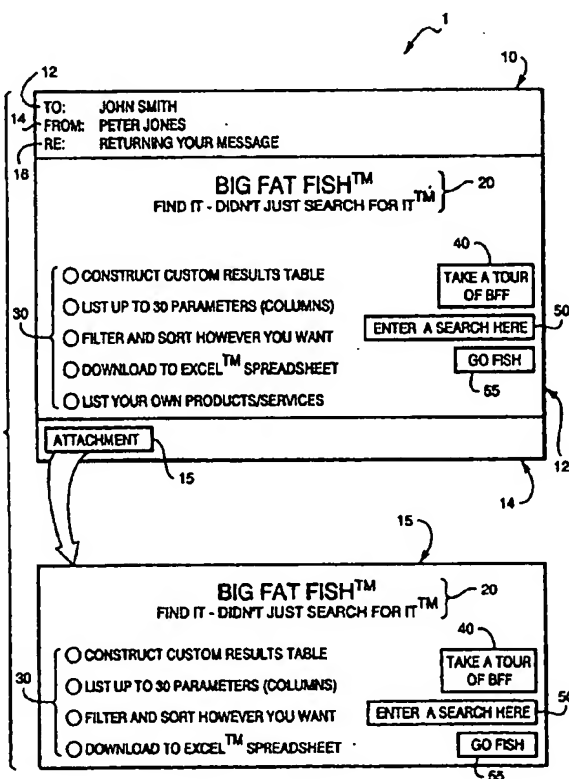 1
12
10
TO: JOHN SMITH
14 FROM: PETER JONES
18 RE: RETURNING YOUR MESSAGE
BIG FAT FISH™
20
FIND IT - DIDN'T JUST SEARCH FOR IT™
40
CONSTRUCT CUSTOM RESULTS TABLE
TAKE A TOUR OF BFF
LIST UP TO 30 PARAMETERS (COLUMNS)
50
30
FILTER AND SORT HOWEVER YOU WANT
ENTER A SEARCH HERE
DOWNLOAD TO EXCEL™ SPREADSHEET
GO FISH
55
LIST YOUR OWN PRODUCTS/SERVICES
12
ATTACHMENT
15
14
15
BIG FAT FISH™
20
FIND IT - DIDN'T JUST SEARCH FOR IT™
40
CONSTRUCT CUSTOM RESULTS TABLE
TAKE A TOUR OF BFF
30
LIST UP TO 30 PARAMETERS (COLUMNS)
50
FILTER AND SORT HOWEVER YOU WANT
ENTER A SEARCH HERE
DOWNLOAD TO EXCEL™ SPREADSHEET
GO FISH
55